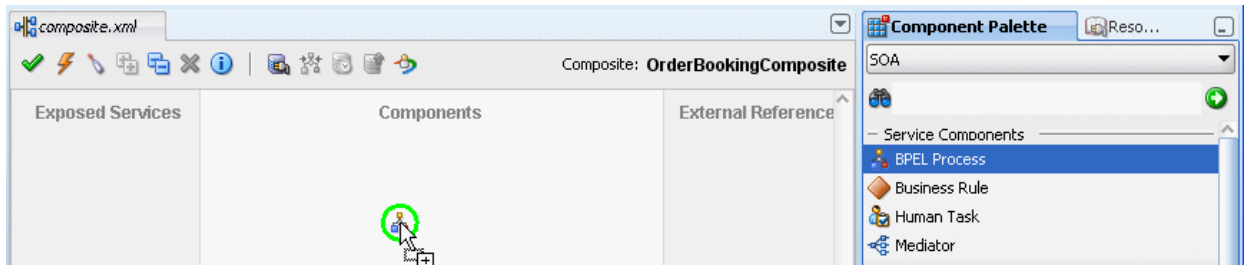 composite.xml
Composite: OrderBookingComposite
Exposed Services
Components
External Reference
Component Palette
Reso...
SOA
Service Components
BPEL Process
Business Rule
Human Task
Mediator